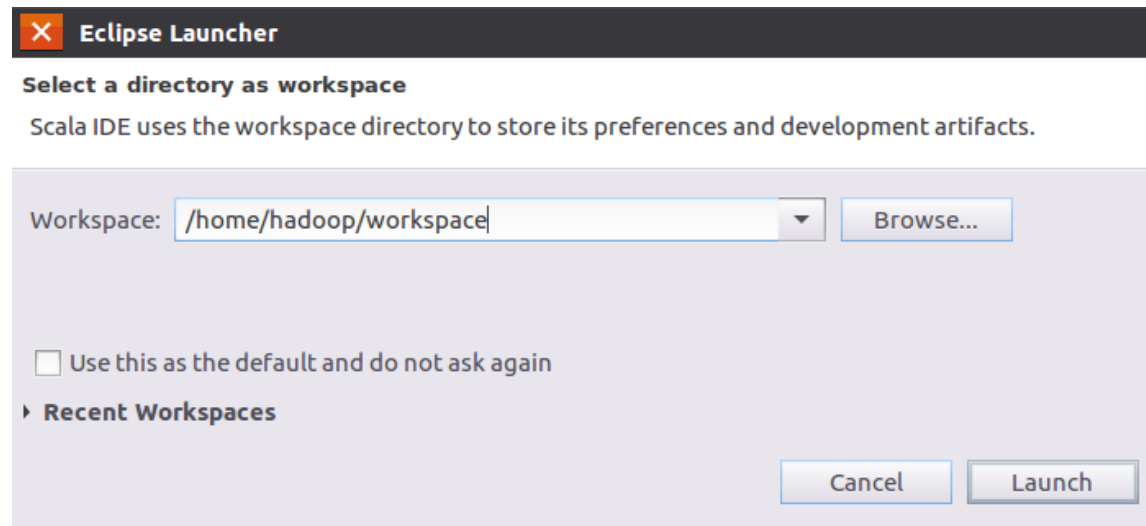 Eclipse Launcher
Select a directory as workspace
Scala IDE uses the workspace directory to store its preferences and development artifacts.
Workspace: /home/hadoop/workspace Browse...
Use this as the default and do not ask again
Recent Workspaces
Cancel Launch